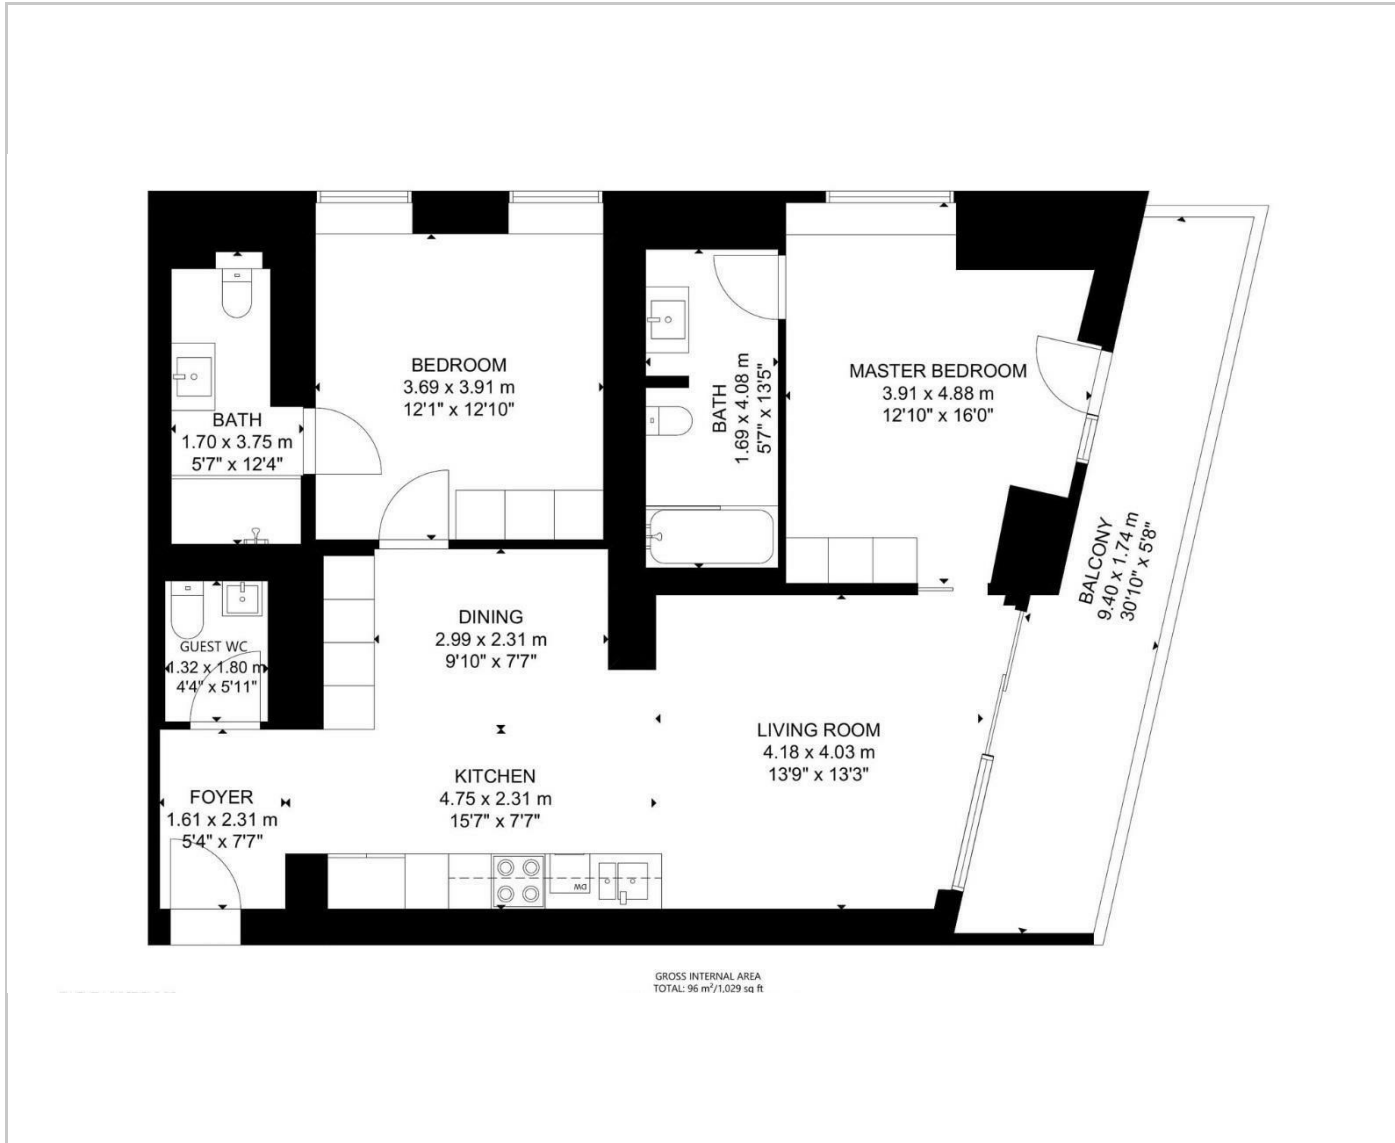 BEDROOM
3.69 x 3.91 m
12'1" x 12'10"
BATH
1.70 x 3.75 m
5'7" x 12'4"
BATH
1.69 x 4.08 m
5'7" x 13'5"
MASTER BEDROOM
3.91 x 4.88 m
12'10" x 16'0"
BALCONY
9.40 x 1.74 m
30'10" x 5'8"
GUEST WC
1.32 x 1.80 m
4'4" x 5'11"
DINING
2.99 x 2.31 m
9'10" x 7'7"
LIVING ROOM
4.18 x 4.03 m
13'9" x 13'3"
KITCHEN
4.75 x 2.31 m
15'7" x 7'7"
FOYER
1.61 x 2.31 m
5'4" x 7'7"
DW
GROSS INTERNAL AREA
TOTAL: 96 m²/1,029 sq ft